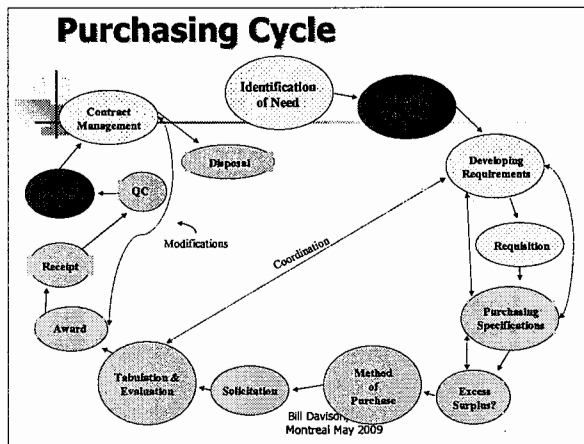 Purchasing Cycle
Identification
of Need
Contract
Management
Disposal
Developing
Requirements
QC
Modifications
Requisition
Coordination
Receipt
Purchasing
Specifications
Award
Tabulation &
Evaluation
Solicitation
Method
of
Purchase
Excess
Surplus?
Bill Davison,
Montreal May 2009